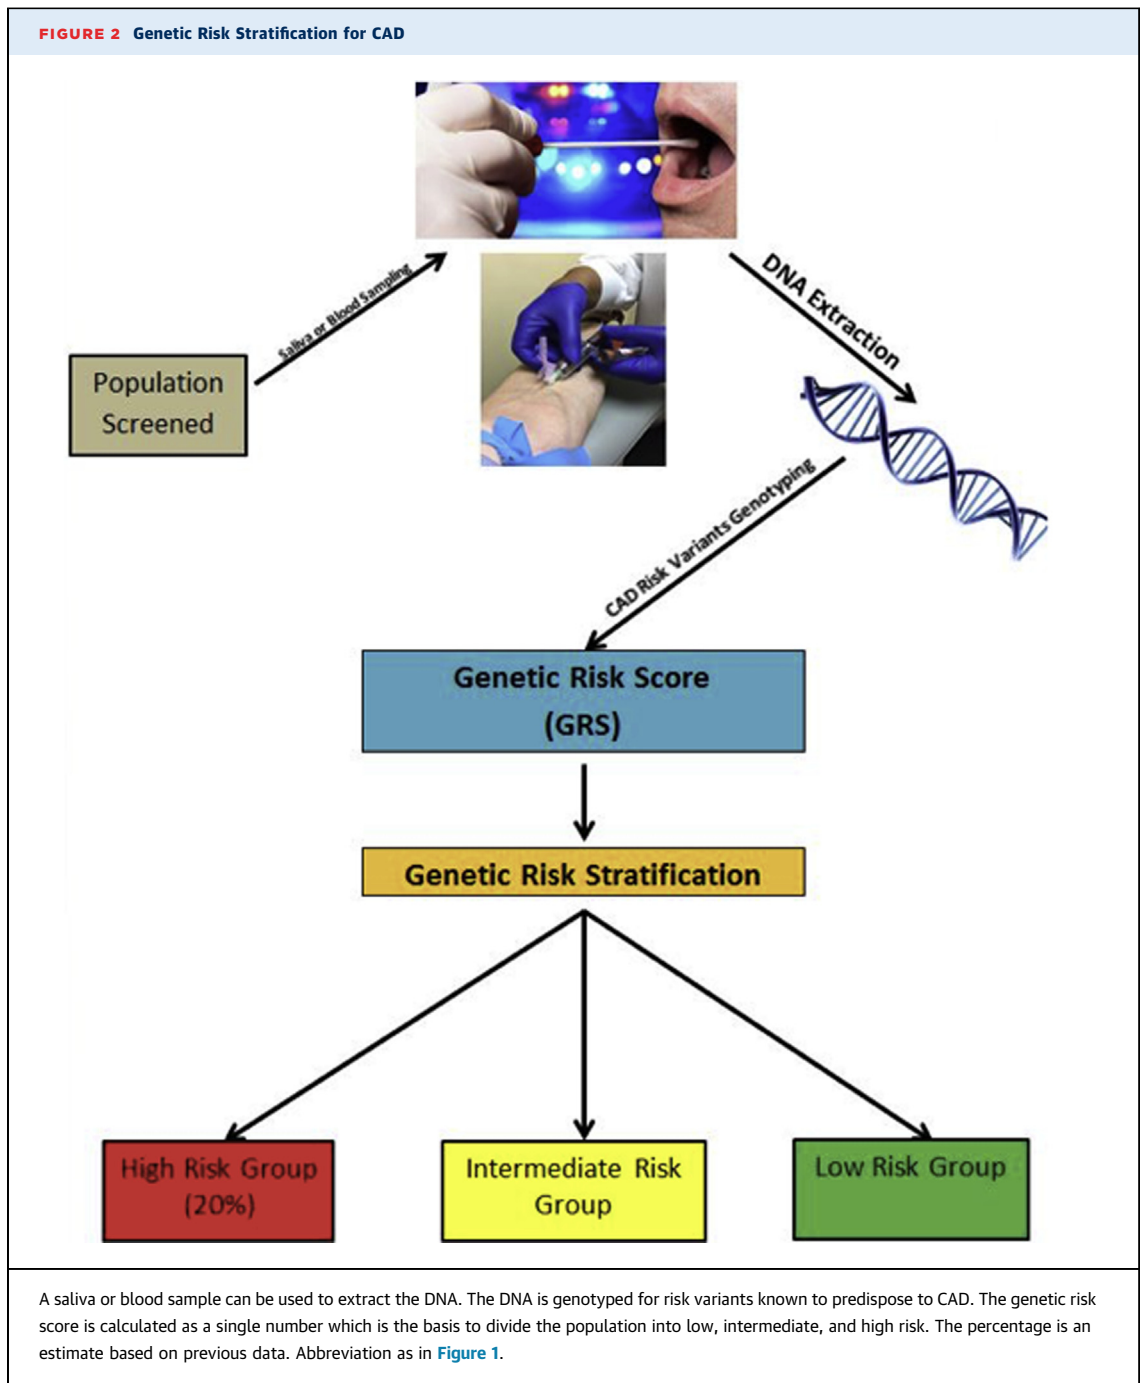 FIGURE 2 Genetic Risk Stratification for CAD
Saliva or Blood Sampling
DNA Extraction
Population
Screened
CAD Risk Variants Genotyping
Genetic Risk Score
(GRS)
Genetic Risk Stratification
High Risk Group
(20%)
Intermediate Risk
Group
Low Risk Group
A saliva or blood sample can be used to extract the DNA. The DNA is genotyped for risk variants known to predispose to CAD. The genetic risk
score is calculated as a single number which is the basis to divide the population into low, intermediate, and high risk. The percentage is an
estimate based on previous data. Abbreviation as in Figure 1.